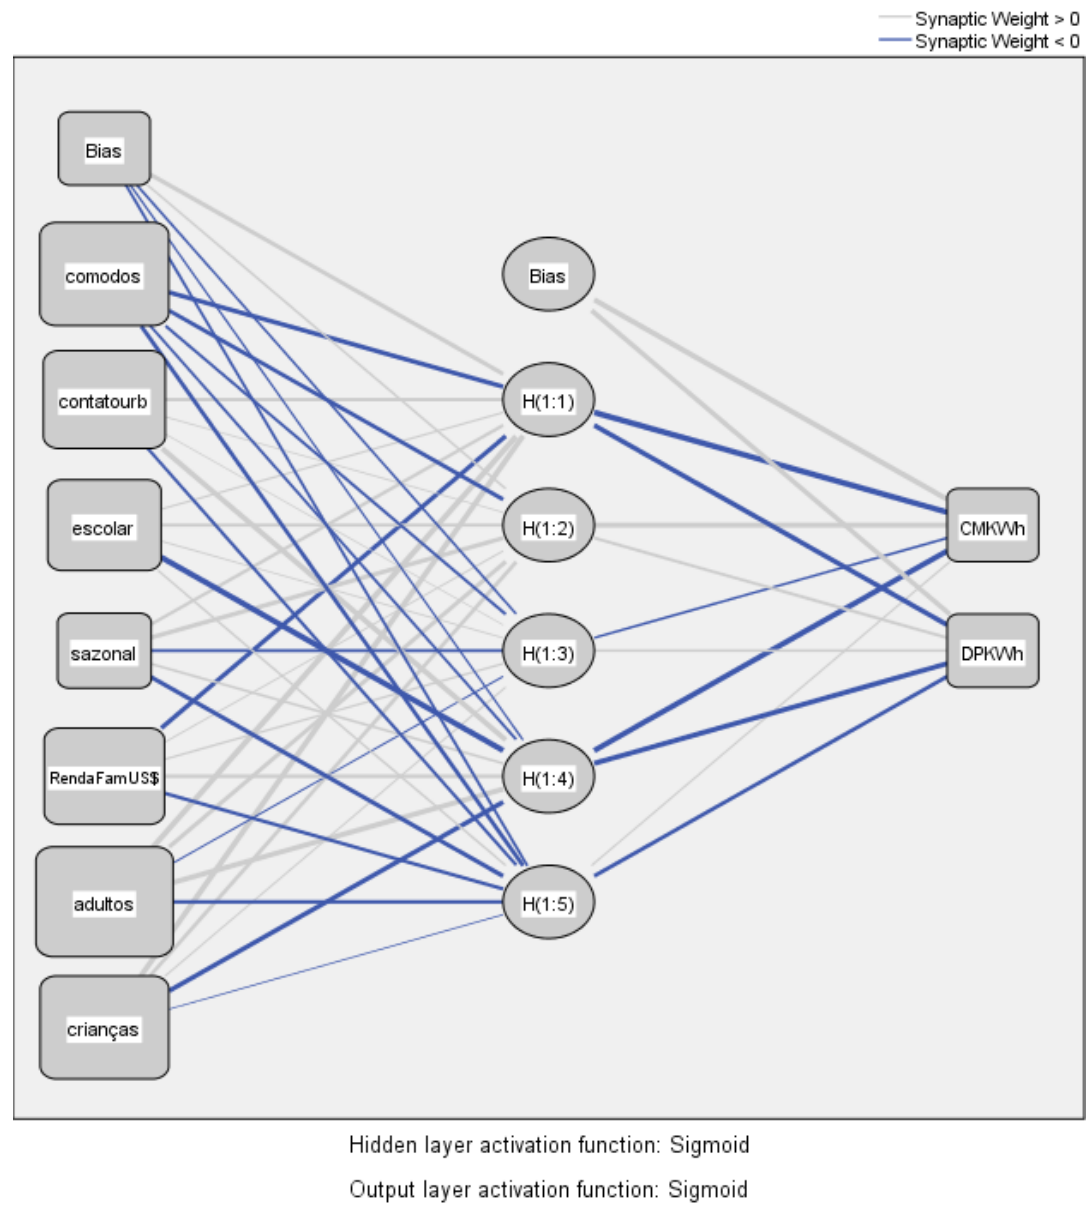 Synaptic Weight > 0
Synaptic Weight < 0
Bias
comodos
contatourb
escolar
sazonal
RendaFamUS$
adultos
crianças
Bias
H(1:1)
H(1:2)
H(1:3)
H(1:4)
H(1:5)
CMKWh
DPKWh
Hidden layer activation function: Sigmoid
Output layer activation function: Sigmoid